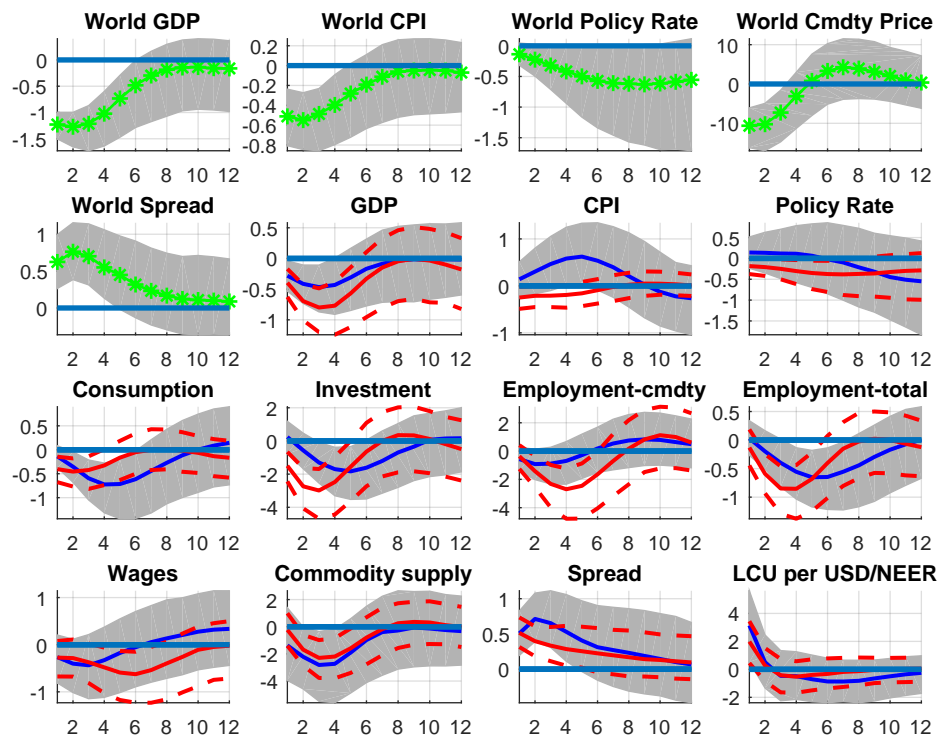 World GDP World CPI World Policy Rate World Cmdty Price
0 0.2 0 10
-0.5 0 -0.5 0
-1 -0.2 -1 -10
-1.5 -0.4 -1.5
-0.6
-0.8
2 4 6 8 10 12 2 4 6 8 10 12 2 4 6 8 10 12 2 4 6 8 10 12
World Spread GDP CPI Policy Rate
1 0 1 0.5
0.5 -0.5 0 0
0 -1 -1 -0.5
-1
-1.5
2 4 6 8 10 12 2 4 6 8 10 12 2 4 6 8 10 12 2 4 6 8 10 12
Consumption Investment Employment-cmdty Employment-total
0.5 2 2 0.5
0 0 0 0
-0.5 -2 -2 -0.5
-1 -4 -4 -1
2 4 6 8 10 12 2 4 6 8 10 12 2 4 6 8 10 12 2 4 6 8 10 12
Wages Commodity supply Spread LCU per USD/NEER
1 2 1 4
0 0 0.5 2
-1 -2 0 0
-4 -2
2 4 6 8 10 12 2 4 6 8 10 12 2 4 6 8 10 12 2 4 6 8 10 12